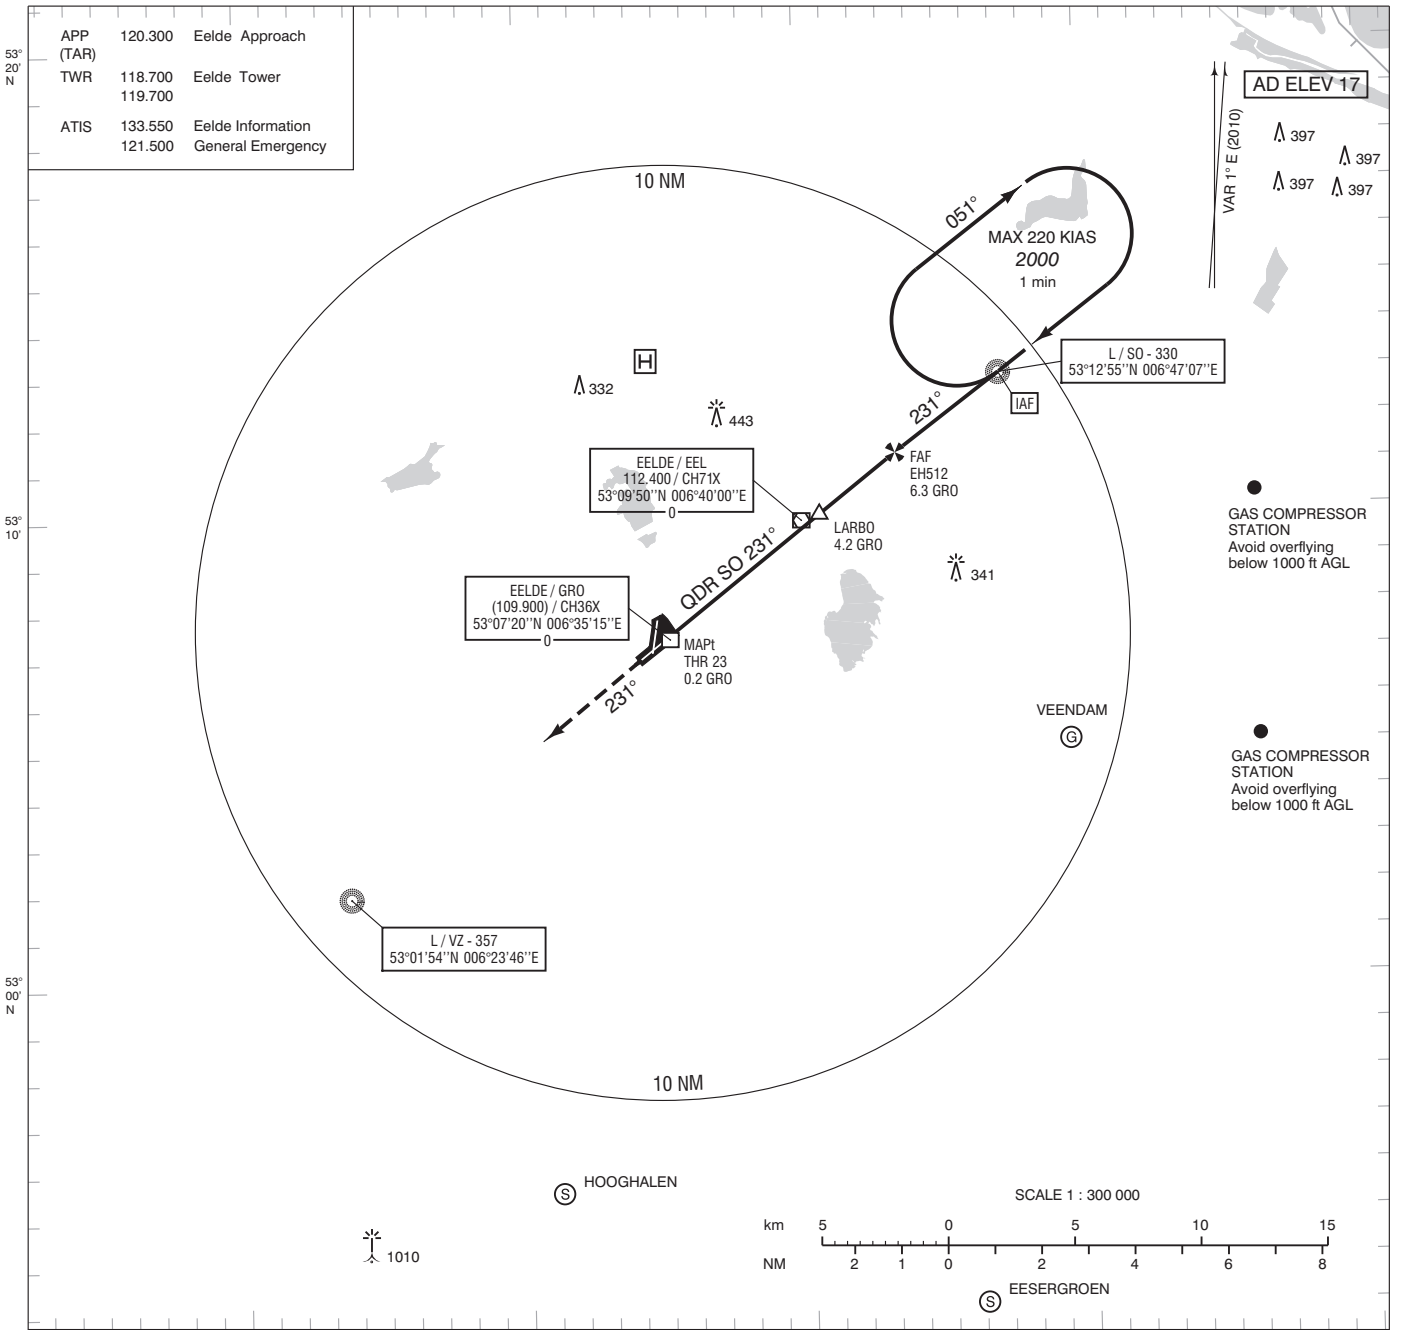 APP 120.300 Eelde Approach
(TAR)
TWR 118.700 Eelde Tower
119.700
ATIS 133.550 Eelde Information
121.500 General Emergency
53°
20'
N
AD ELEV 17
VAR 1° E (2010)
397
397
397
397
10 NM
051°
MAX 220 KIAS
2000
1 min
L / SO - 330
53°12'55''N 006°47'07''E
IAF
H
332
443
231°
FAF
EH512
6.3 GRO
EELDE / EEL
112.400 / CH71X
53°09'50''N 006°40'00''E
0
LARBO
4.2 GRO
53°
10'
GAS COMPRESSOR
STATION
Avoid overflying
below 1000 ft AGL
341
QDR SO 231°
EELDE / GRO
(109.900) / CH36X
53°07'20''N 006°35'15''E
0
MAPt
THR 23
0.2 GRO
231°
VEENDAM
G
GAS COMPRESSOR
STATION
Avoid overflying
below 1000 ft AGL
L / VZ - 357
53°01'54''N 006°23'46''E
53°
00'
N
10 NM
S HOOGHALEN
1010
SCALE 1 : 300 000
km 5 0 5 10 15
NM 2 1 0 2 4 6 8
S EESERGROEN